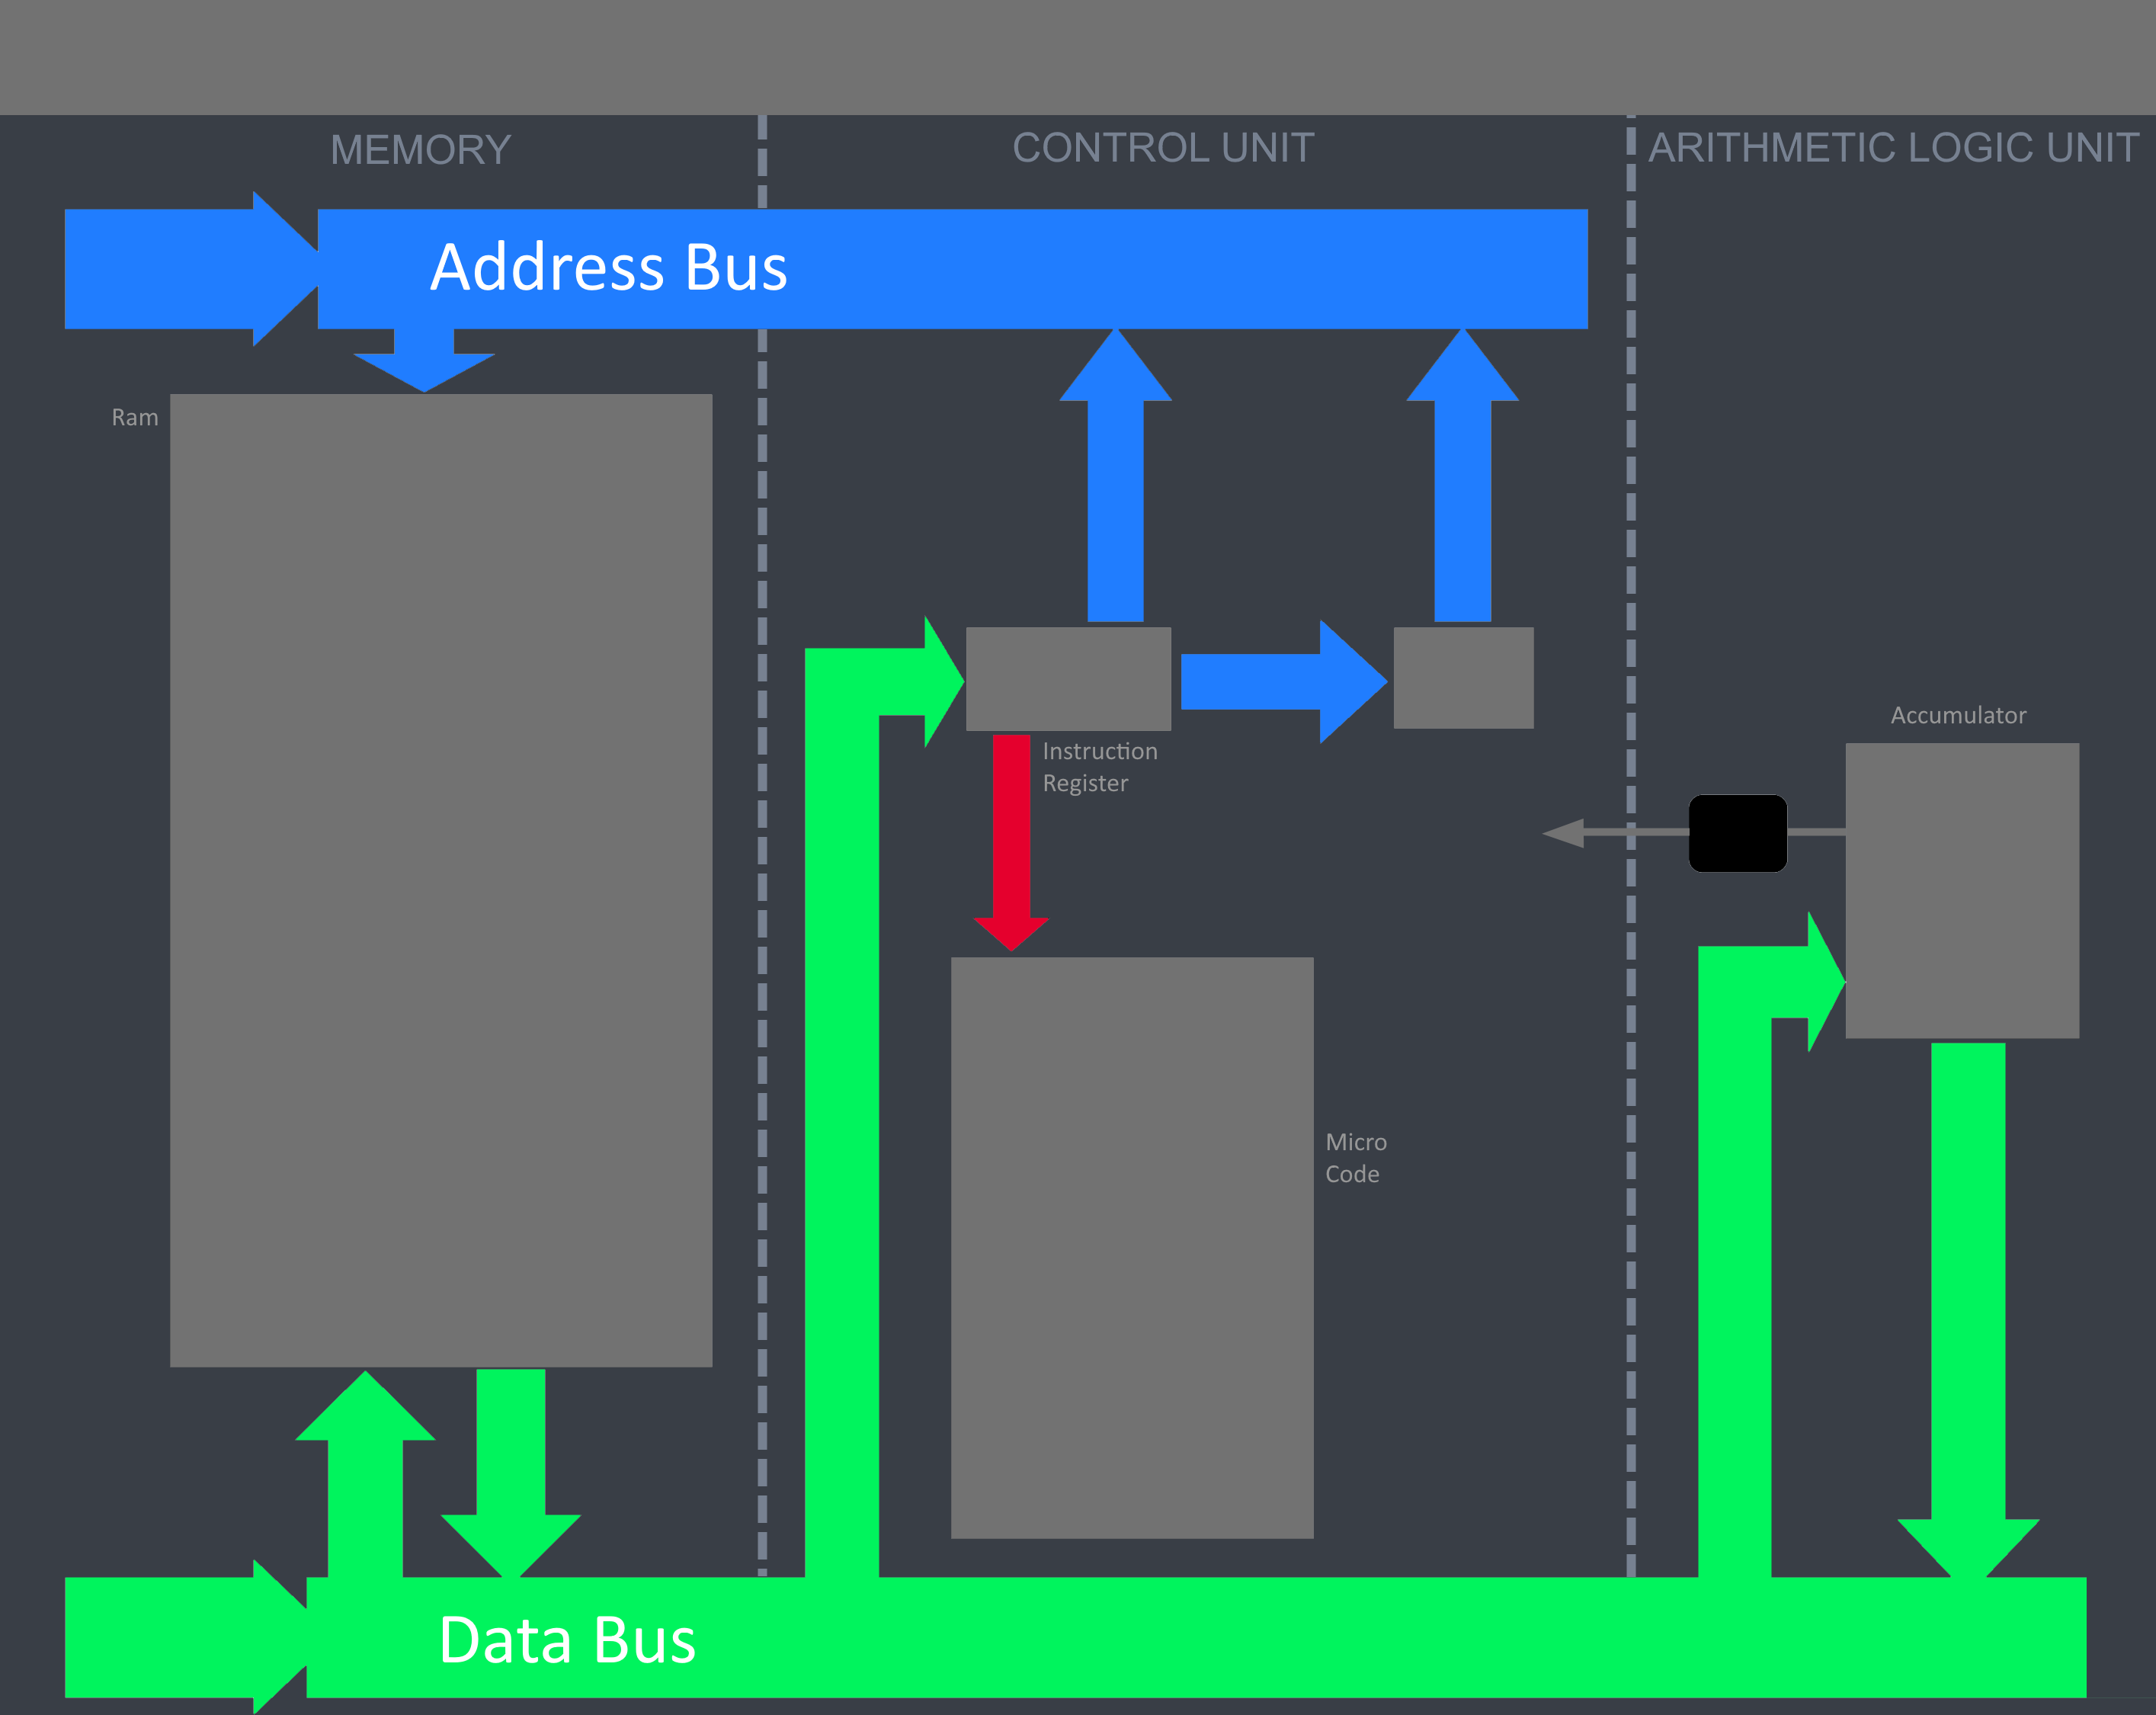 MEMORY
CONTROL UNIT
ARITHMETIC LOGIC UNIT
Address Bus
Ram
Accumulator
Instruction
Register
Micro
Code
Data Bus